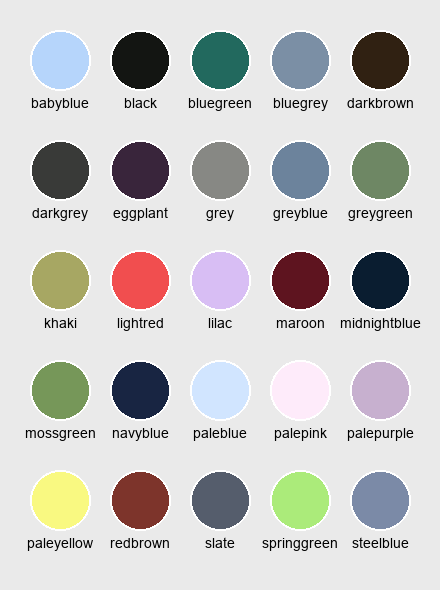 babyblue black bluegreen bluegrey darkbrown
darkgrey eggplant grey greyblue greygreen
khaki lightred lilac maroon midnightblue
mossgreen navyblue paleblue palepink palepurple
paleyellow redbrown slate springgreen steelblue